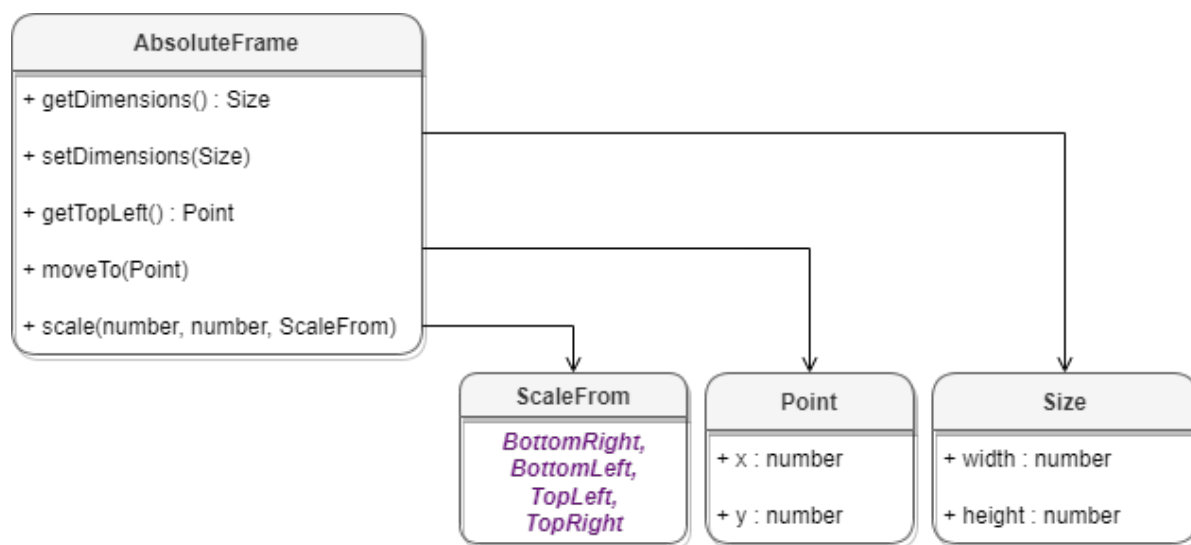 AbsoluteFrame
+ getDimensions() : Size
+ setDimensions(Size)
+ getTopLeft() : Point
+ moveTo(Point)
+ scale(number, number, ScaleFrom)
ScaleFrom
BottomRight,
BottomLeft,
TopLeft,
TopRight
Point
+ x : number
+ y : number
Size
+ width : number
+ height : number